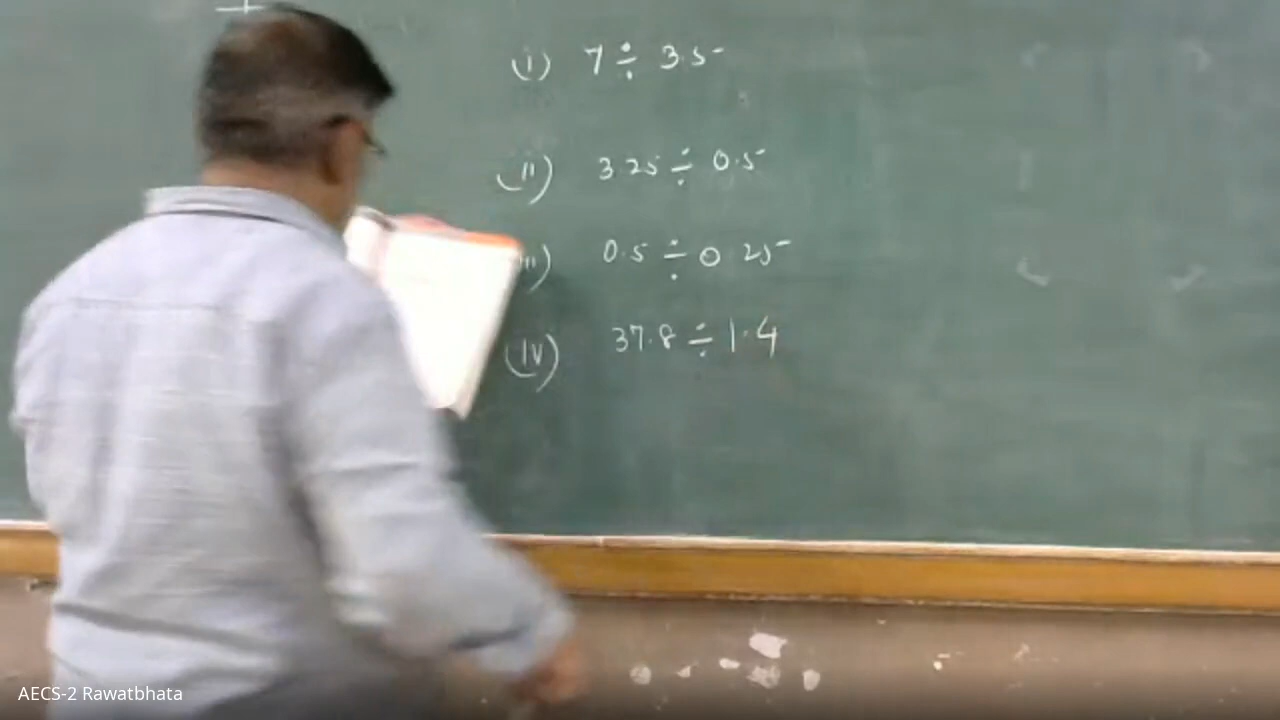 (i) 7 ÷ 3.5
(ii) 3.25 ÷ 0.5
(iii) 0.5 ÷ 0.25
(iv) 37.8 ÷ 1.4
AECS-2 Rawatbhata